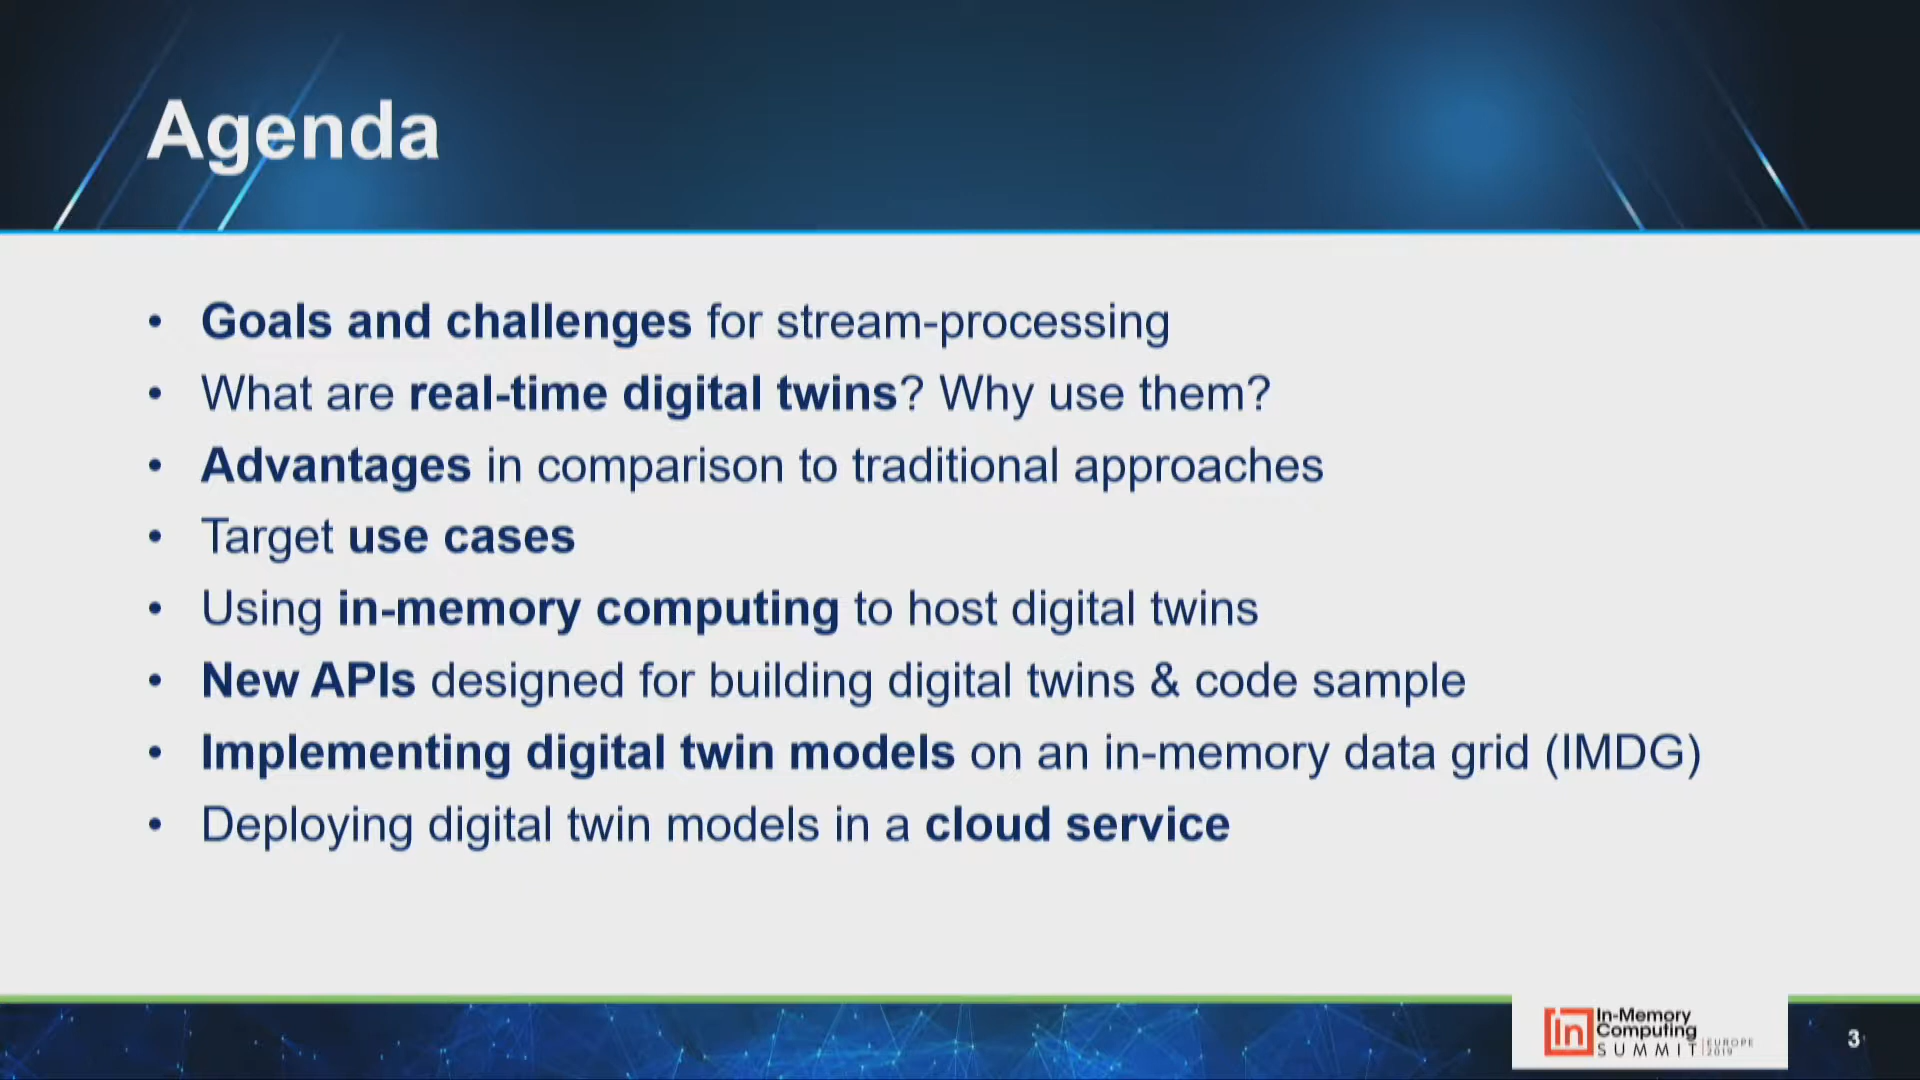 Agenda
• Goals and challenges for stream-processing
• What are real-time digital twins? Why use them?
• Advantages in comparison to traditional approaches
• Target use cases
• Using in-memory computing to host digital twins
• New APIs designed for building digital twins & code sample
• Implementing digital twin models on an in-memory data grid (IMDG)
• Deploying digital twin models in a cloud service
in
In-Memory
Computing
SUMMIT
EUROPE
2019
3